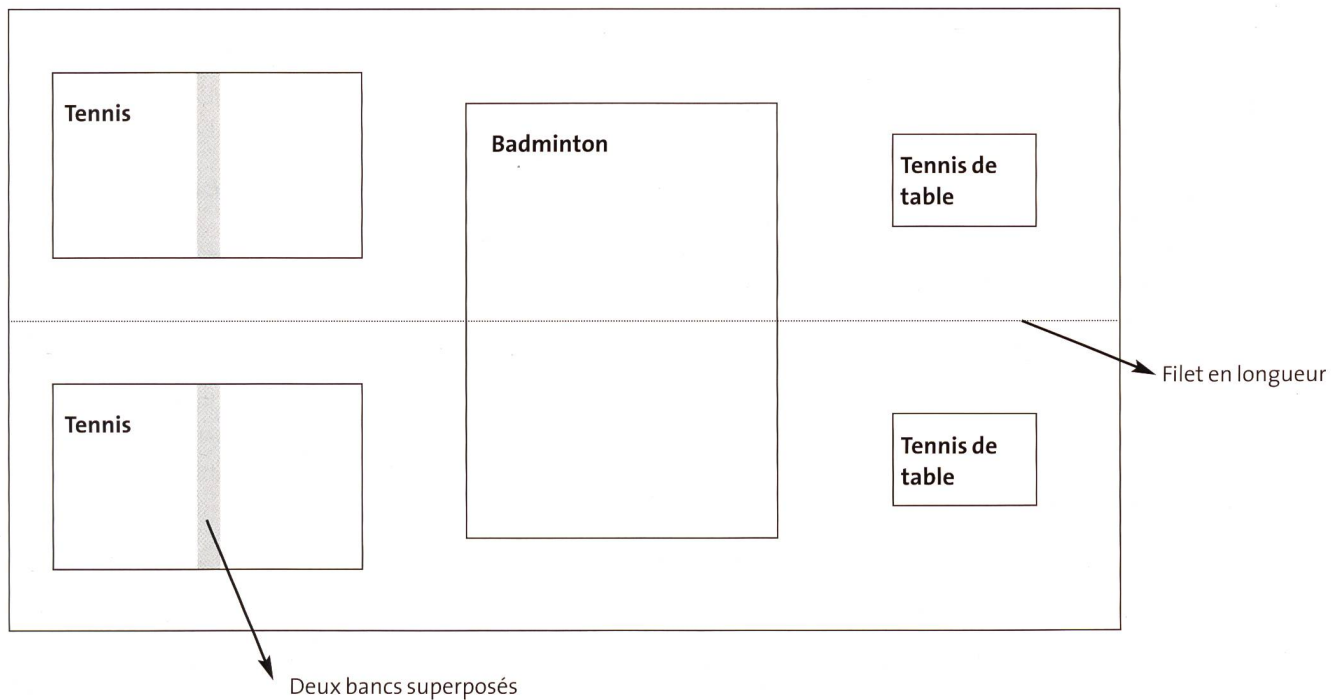 Tennis
Badminton
Tennis de
table
Filet en longueur
Tennis
Tennis de
table
Deux bancs superposés